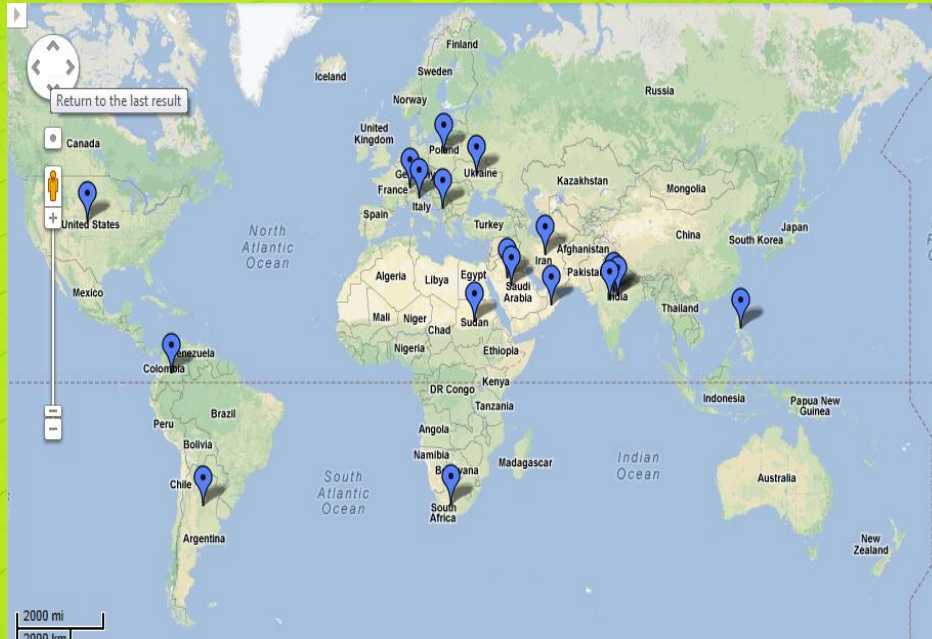 Return to the last result
Iceland
Finland
Sweden
Norway
Russia
Canada
United
Kingdom
Poland
Ge
y
Ukraine
France
Kazakhstan
Mongolia
Italy
Spain
Turkey
United States
North
Atlantic
Ocean
China
Japan
South Korea
Afghanistan
Iran
Algeria
Libya
Egypt
Pakistan
Saudi
Arabia
India
Mexico
Mali
Niger
Chad
Sudan
Thailand
Nigeria
Ethiopia
enezuela
Colombia
DR Congo
Kenya
Indonesia
Papua New
Guinea
Tanzania
Brazil
Peru
Angola
Bolivia
Namibia
B
wana
Madagascar
Indian
Ocean
Chile
South
Atlantic
Ocean
Australia
South
Africa
Argentina
New
Zealand
2000 mi
2000 km